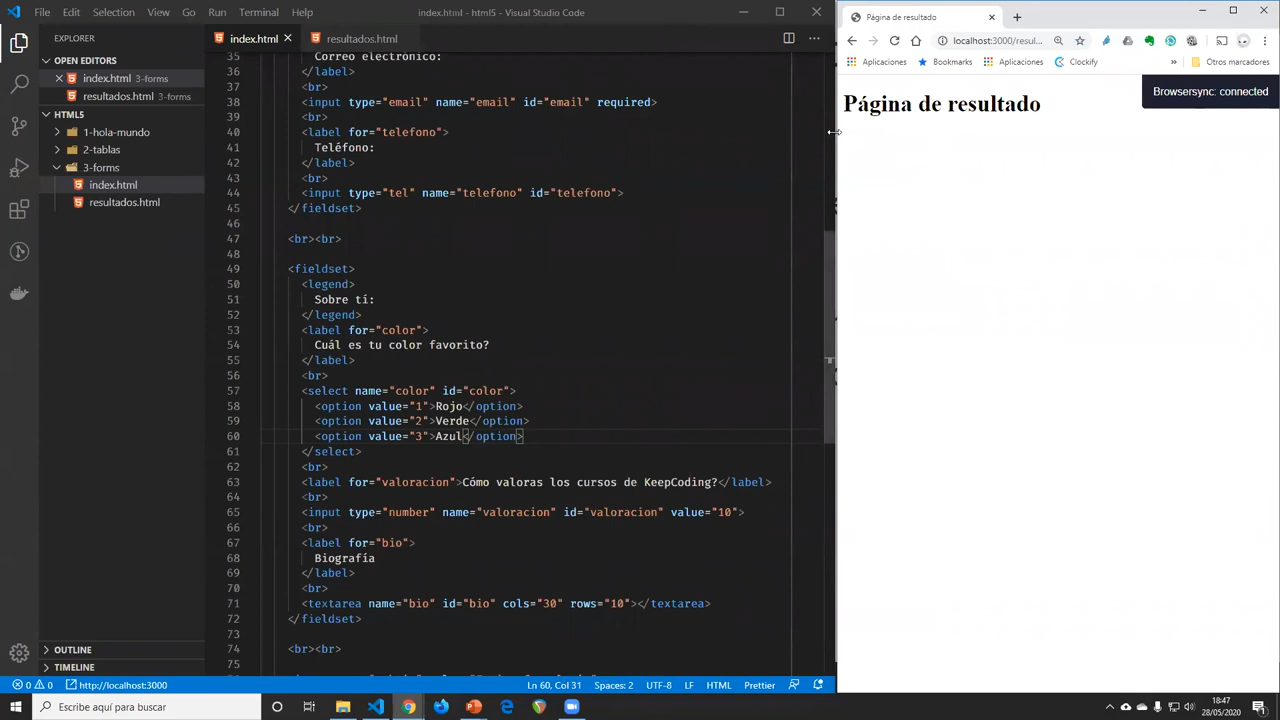 File Edit Selection View Go Run Terminal Help
index.html - html5 - Visual Studio Code
EXPLORER
OPEN EDITORS
index.html 3-forms
resultados.html 3-forms
HTML5
1-hola-mundo
2-tablas
3-forms
index.html
resultados.html
OUTLINE
TIMELINE
index.html
resultados.html
35 Correo electrónico:
36 </label>
37 <br>
38 <input type="email" name="email" id="email" required>
39 <br>
40 <label for="telefono">
41 Teléfono:
42 </label>
43 <br>
44 <input type="tel" name="telefono" id="telefono">
45 </fieldset>
46
47 <br><br>
48
49 <fieldset>
50 <legend>
51 Sobre tí:
52 </legend>
53 <label for="color">
54 Cuál es tu color favorito?
55 </label>
56 <br>
57 <select name="color" id="color">
58 <option value="1">Rojo</option>
59 <option value="2">Verde</option>
60 <option value="3">Azul</option>
61 </select>
62 <br>
63 <label for="valoracion">Cómo valoras los cursos de KeepCoding?</label>
64 <br>
65 <input type="number" name="valoracion" id="valoracion" value="10">
66 <br>
67 <label for="bio">
68 Biografía
69 </label>
70 <br>
71 <textarea name="bio" id="bio" cols="30" rows="10"></textarea>
72 </fieldset>
73
74 <br><br>
75
0 0 http://localhost:3000
Ln 60, Col 31 Spaces: 2 UTF-8 LF HTML Prettier
Página de resultado
localhost:3000/resul...
Aplicaciones Bookmarks Aplicaciones Clockify » Otros marcadores
Browsersync: connected
Página de resultado
Escribe aquí para buscar
18:47
28/05/2020